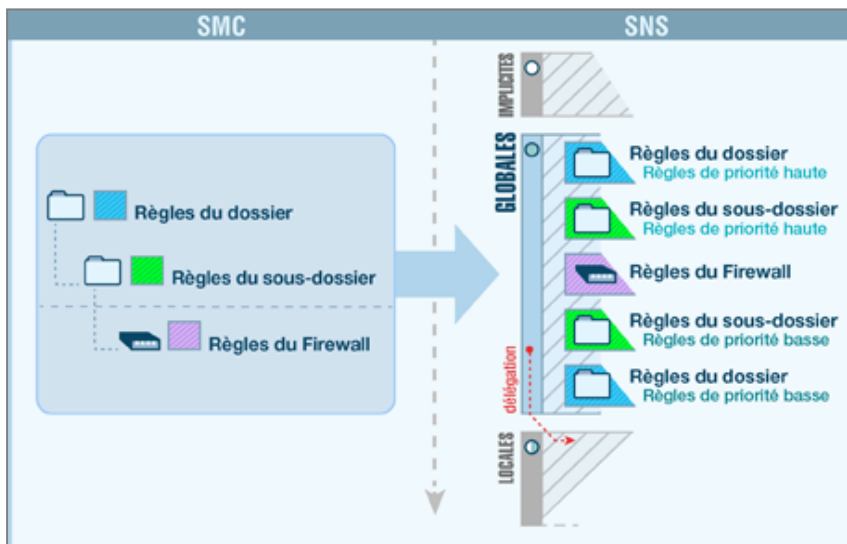 SMC
SNS
Règles du dossier
Règles du sous-dossier
Règles du Firewall
IMPLICITES
GLOBALES
Règles du dossier
Règles de priorité haute
Règles du sous-dossier
Règles de priorité haute
Règles du Firewall
Règles du sous-dossier
Règles de priorité basse
Règles du dossier
Règles de priorité basse
délégation
LOCALES